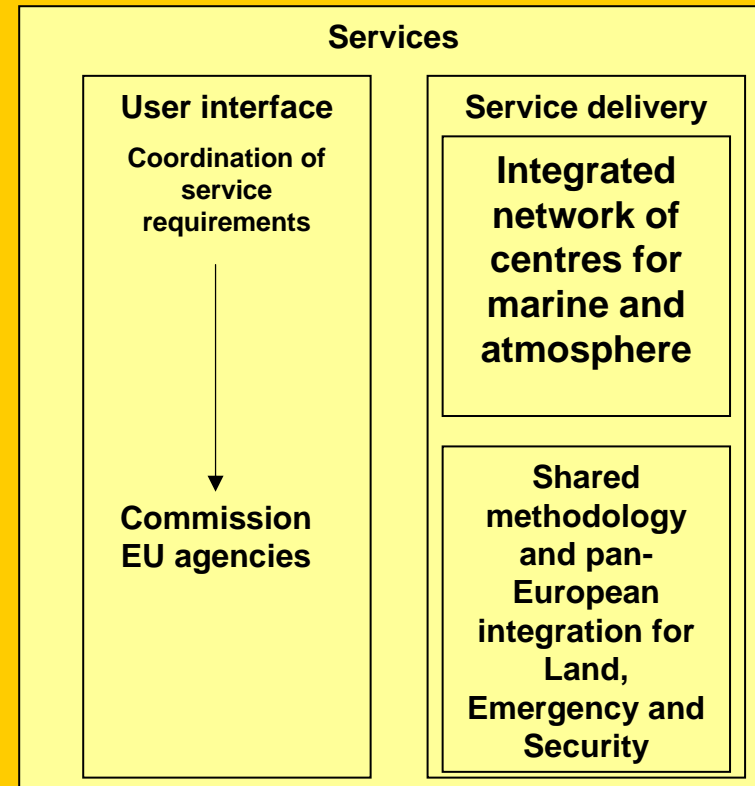 Services
User interface
Coordination of
service
requirements
Commission
EU agencies
Service delivery
Integrated
network of
centres for
marine and
atmosphere
Shared
methodology
and pan-
European
integration for
Land,
Emergency and
Security